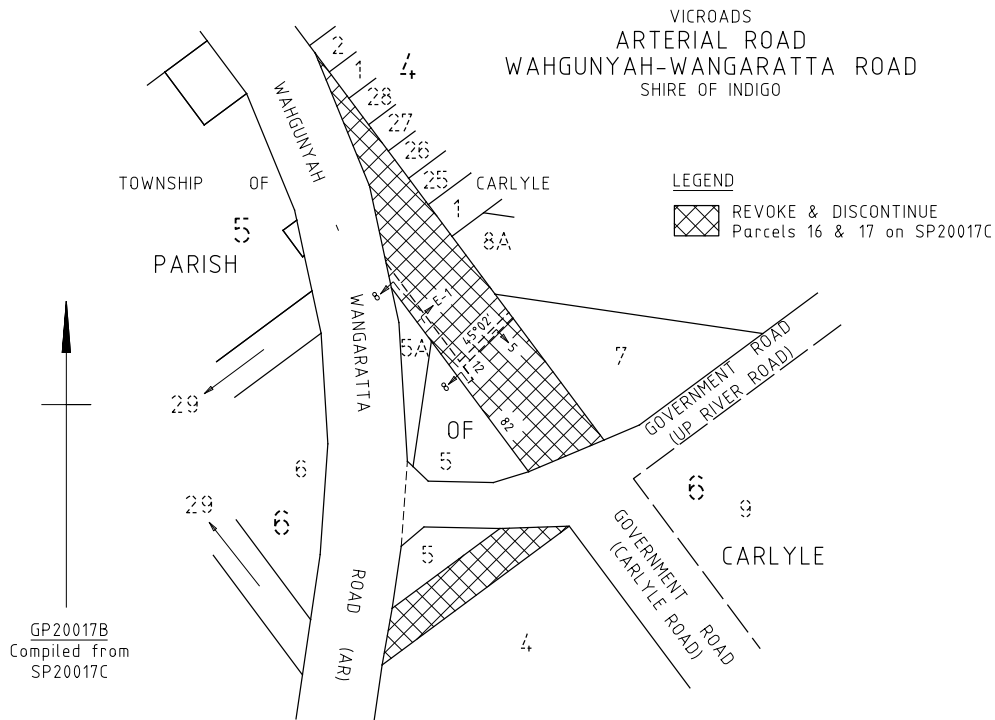 VICROADS
ARTERIAL ROAD
WAHGUNYAH-WANGARATTA ROAD
SHIRE OF INDIGO
LEGEND
REVOKE & DISCONTINUE
Parcels 16 & 17 on SP20017C
2
1
4
28
27
26
25
1
CARLYLE
8A
TOWNSHIP OF
5
PARISH
WAHGUNYAH
-
WANGARATTA
ROAD
(AR)
8
E-1
45°02'
5
12
8
82
5A
7
OF
5
GOVERNMENT ROAD
(UP RIVER ROAD)
29
6
29
6
6
9
GOVERNMENT ROAD
(CARLYLE ROAD)
CARLYLE
5
4
GP20017B
Compiled from
SP20017C